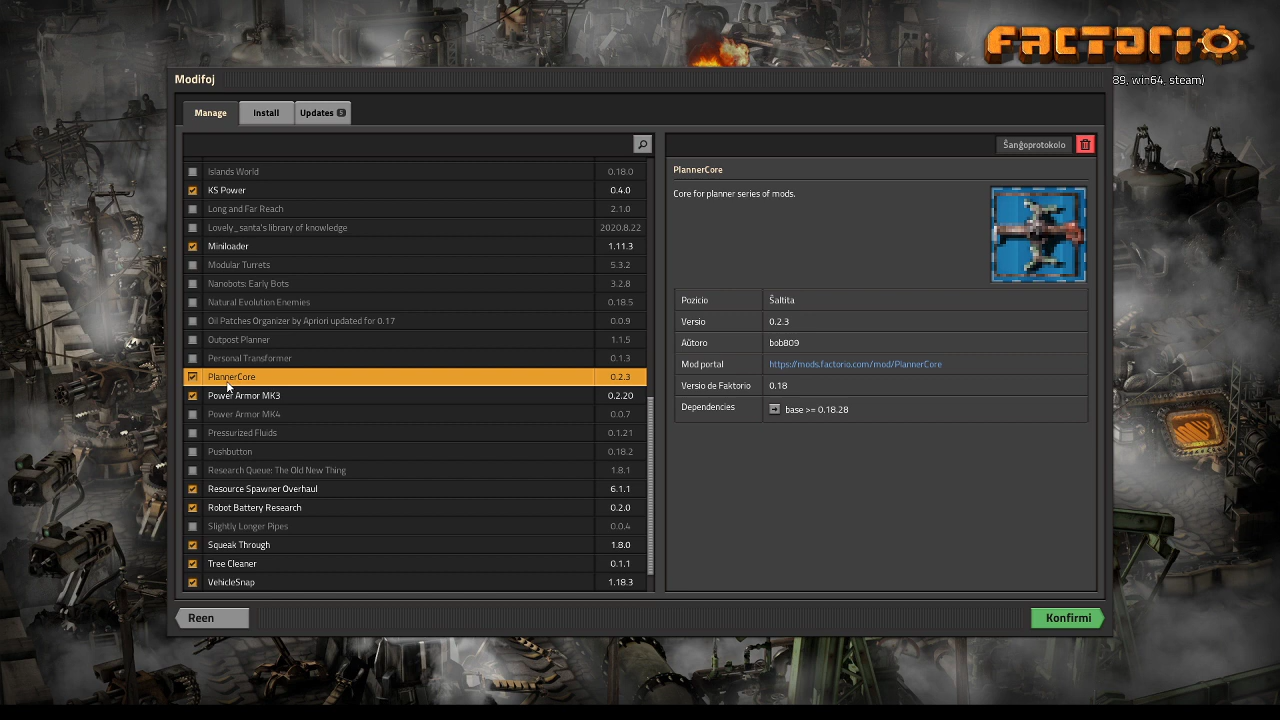 FACTORIO
89, win64, steam)
Modifoj
Manage
Install
Updates 5
Ŝanĝoprotokolo
Islands World 0.18.0
KS Power 0.4.0
Long and Far Reach 2.1.0
Lovely_santa's library of knowledge 2020.8.22
Miniloader 1.11.3
Modular Turrets 5.3.2
Nanobots: Early Bots 3.2.8
Natural Evolution Enemies 0.18.5
Oil Patches Organizer by Apriori updated for 0.17 0.0.9
Outpost Planner 1.1.5
Personal Transformer 0.1.3
PlannerCore 0.2.3
Power Armor MK3 0.2.20
Power Armor MK4 0.0.7
Pressurized Fluids 0.1.21
Pushbutton 0.18.2
Research Queue: The Old New Thing 1.8.1
Resource Spawner Overhaul 6.1.1
Robot Battery Research 0.2.0
Slightly Longer Pipes 0.0.4
Squeak Through 1.8.0
Tree Cleaner 0.1.1
VehicleSnap 1.18.3
PlannerCore
Core for planner series of mods.
Pozicio Ŝaltita
Versio 0.2.3
Aŭtoro bob809
Mod portal https://mods.factorio.com/mod/PlannerCore
Versio de Faktorio 0.18
Dependencies base >= 0.18.28
Reen
Konfirmi